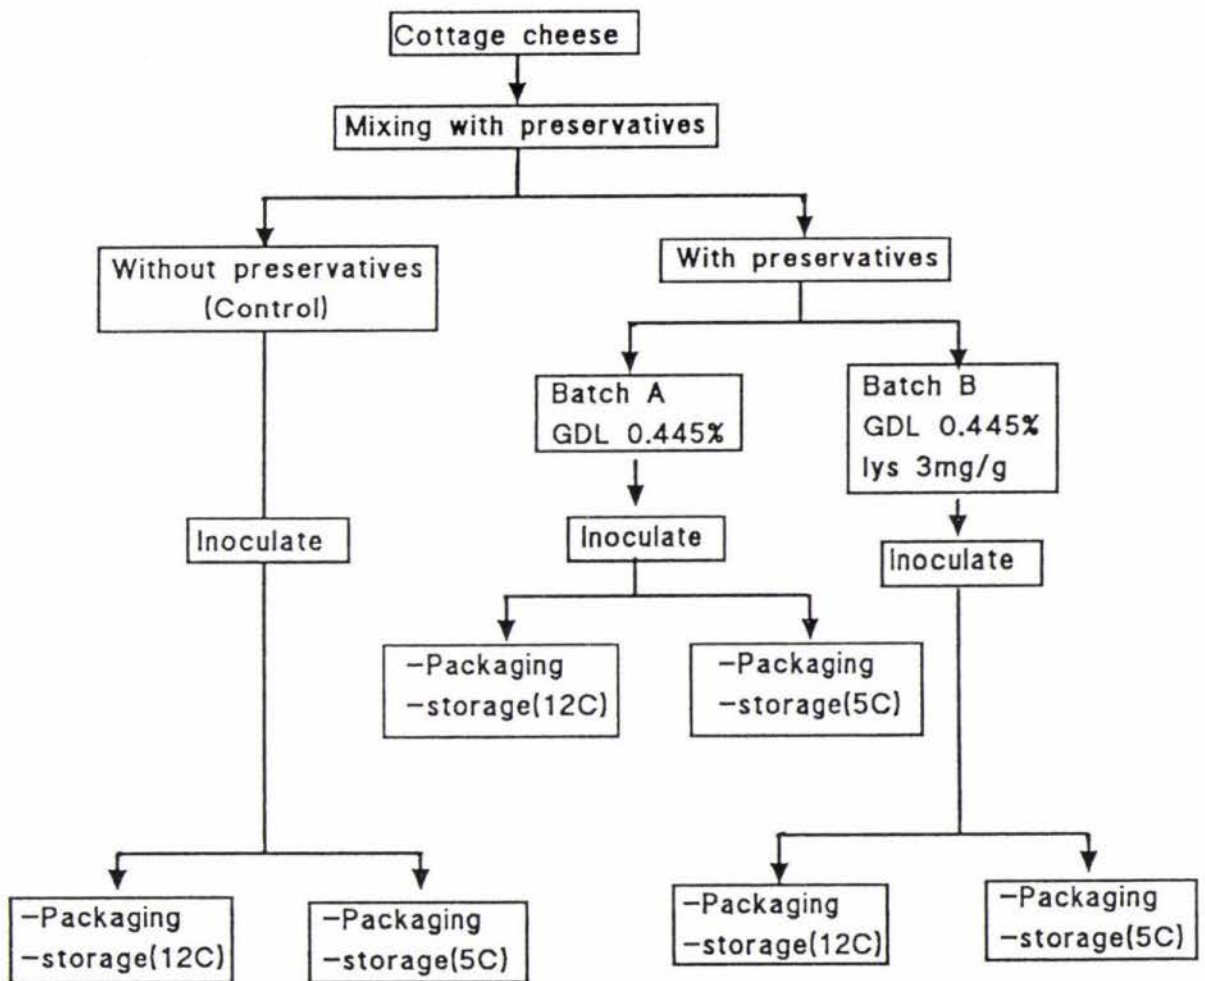 Cottage cheese
Mixing with preservatives
Without preservatives
(Control)
With preservatives
Batch A
GDL 0.445%
Batch B
GDL 0.445%
lys 3mg/g
Inoculate
Inoculate
Inoculate
-Packaging
-storage(12C)
-Packaging
-storage(5C)
-Packaging
-storage(12C)
-Packaging
-storage(5C)
-Packaging
-storage(12C)
-Packaging
-storage(5C)